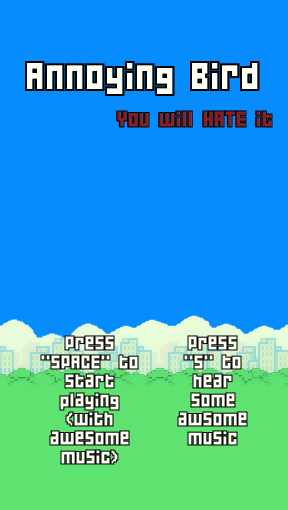 Annoying Bird
You will HATE it
press
"SPACE" to
start
playing
(with
awesome
music)
press
"S" to
hear
some
awsome
music